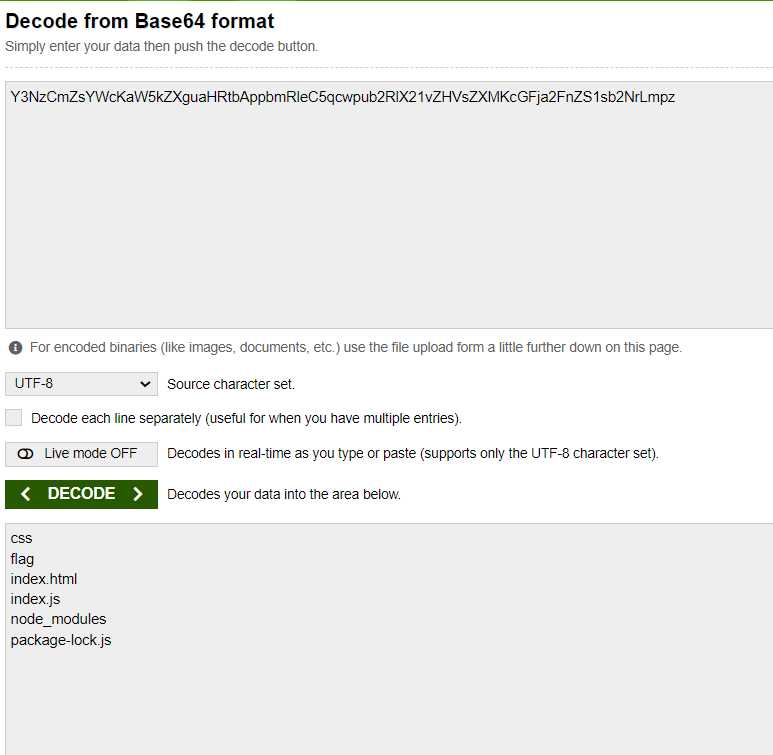 Decode from Base64 format
Simply enter your data then push the decode button.
Y3NzCmZsYWcKaW5kZXguaHRtbAppbmRleC5qcwpub2RlX21vZHVsZXMKcGFja2FnZS1sb2NrLmpz
For encoded binaries (like images, documents, etc.) use the file upload form a little further down on this page.
UTF-8 Source character set.
Decode each line separately (useful for when you have multiple entries).
Live mode OFF Decodes in real-time as you type or paste (supports only the UTF-8 character set).
DECODE Decodes your data into the area below.
css
flag
index.html
index.js
node_modules
package-lock.js